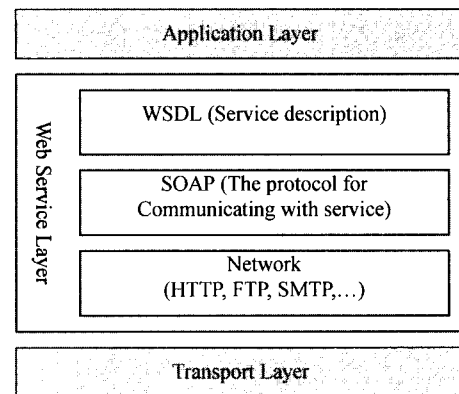 Application Layer
Web Service Layer
WSDL (Service description)
SOAP (The protocol for
Communicating with service)
Network
(HTTP, FTP, SMTP,...)
Transport Layer